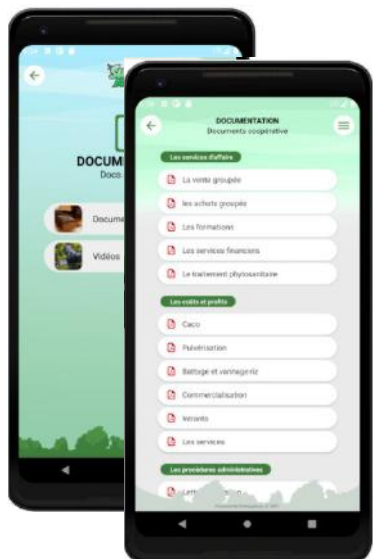 DOCUM
Docs
Docume
Vidéos
DOCUMENTATION
Documents coopérative
Les services d'affaire
La vente groupée
les achats groupés
Les formations
Les services financiers
Le traitement phytosanitaire
Les coûts et profits
Caco
Pulvérisation
Battage et vannage-riz
Commercialisation
Intrants
Les services
Les procédures administratives